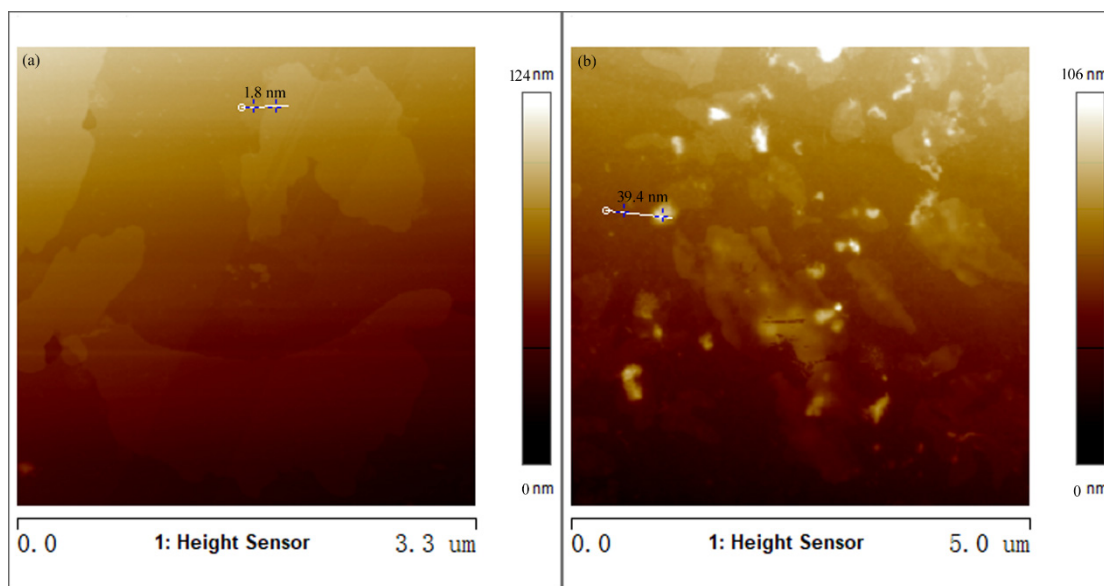 (a)
1.8 nm
124 nm
0 nm
0.0
1: Height Sensor
3.3 um
(b)
39.4 nm
106 nm
0 nm
0.0
1: Height Sensor
5.0 um